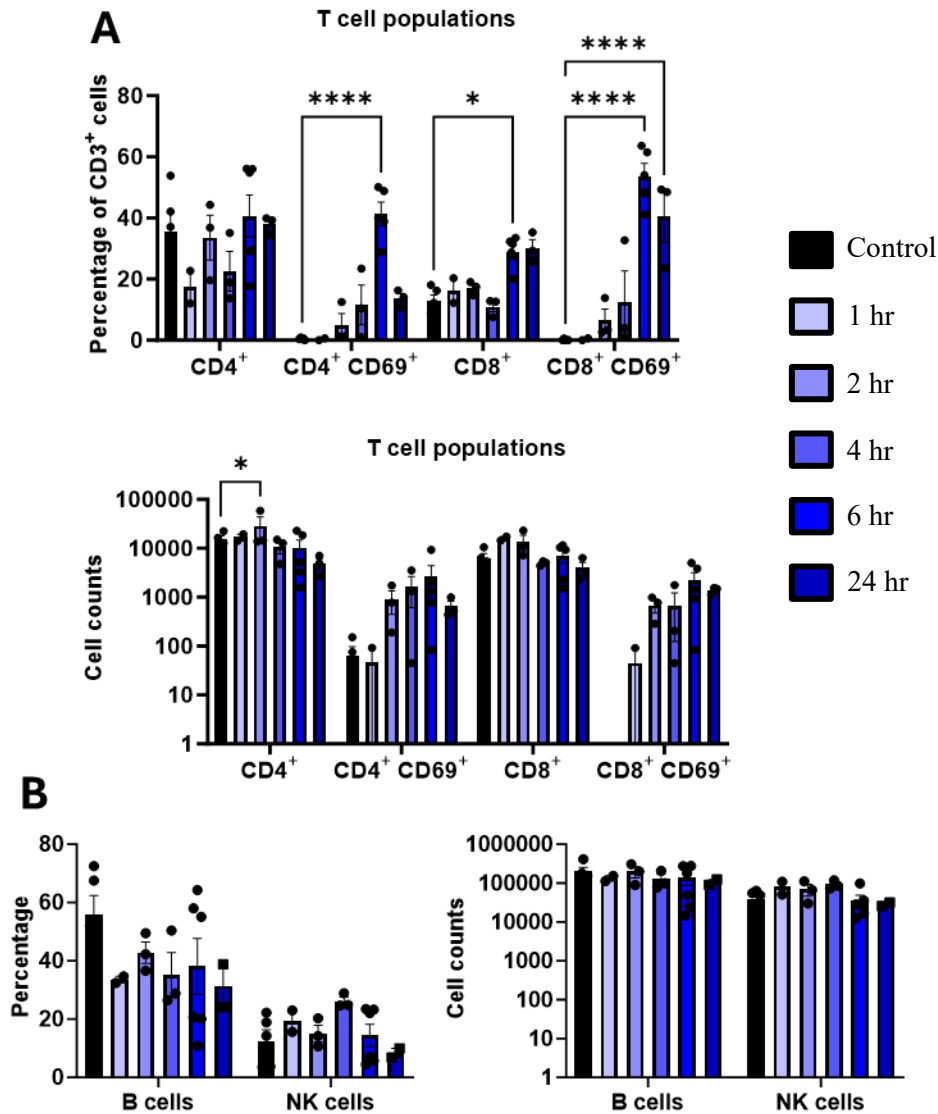 A
T cell populations
****
****
*
****
80
60
40
20
0
Percentage of CD3⁺ cells
CD4⁺
CD4⁺ CD69⁺
CD8⁺
CD8⁺ CD69⁺
Control
1 hr
2 hr
4 hr
6 hr
24 hr
T cell populations
*
100000
10000
1000
100
10
1
Cell counts
CD4⁺
CD4⁺ CD69⁺
CD8⁺
CD8⁺ CD69⁺
B
80
60
40
20
0
Percentage
B cells
NK cells
1000000
100000
10000
1000
100
10
1
Cell counts
B cells
NK cells